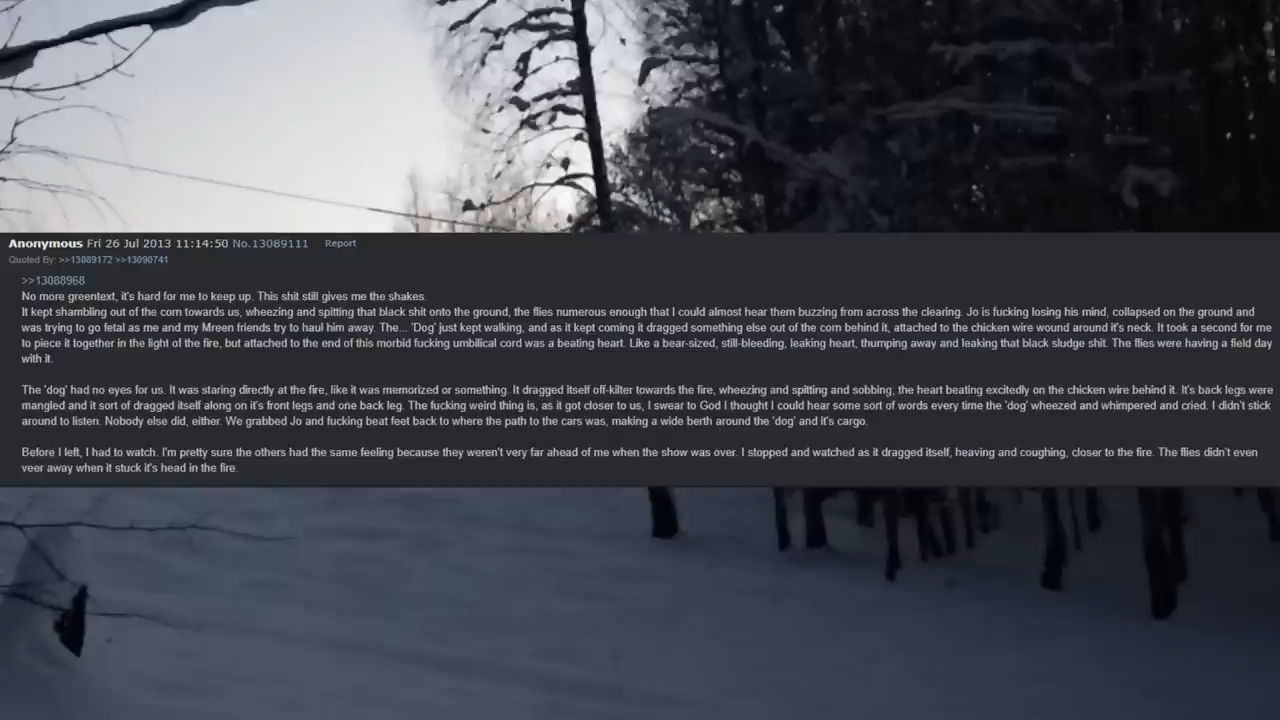 Anonymous Fri 26 Jul 2013 11:14:50 No.13089111 Report
Quoted By: >>13089172 >>13090741
>>13088968
No more greentext, it's hard for me to keep up. This shit still gives me the shakes.
It kept shambling out of the corn towards us, wheezing and spitting that black shit onto the ground, the flies numerous enough that I could almost hear them buzzing from across the clearing. Jo is fucking losing his mind, collapsed on the ground and
was trying to go fetal as me and my Mreen friends try to haul him away. The... 'Dog' just kept walking, and as it kept coming it dragged something else out of the corn behind it, attached to the chicken wire wound around it's neck. It took a second for me
to piece it together in the light of the fire, but attached to the end of this morbid fucking umbilical cord was a beating heart. Like a bear-sized, still-bleeding, leaking heart, thumping away and leaking that black sludge shit. The flies were having a field day
with it.
The 'dog' had no eyes for us. It was staring directly at the fire, like it was memorized or something. It dragged itself off-kilter towards the fire, wheezing and spitting and sobbing, the heart beating excitedly on the chicken wire behind it. It's back legs were
mangled and it sort of dragged itself along on it's front legs and one back leg. The fucking weird thing is, as it got closer to us, I swear to God I thought I could hear some sort of words every time the 'dog' wheezed and whimpered and cried. I didn't stick
around to listen. Nobody else did, either. We grabbed Jo and fucking beat feet back to where the path to the cars was, making a wide berth around the 'dog' and it's cargo.
Before I left, I had to watch. I'm pretty sure the others had the same feeling because they weren't very far ahead of me when the show was over. I stopped and watched as it dragged itself, heaving and coughing, closer to the fire. The flies didn't even
veer away when it stuck it's head in the fire.